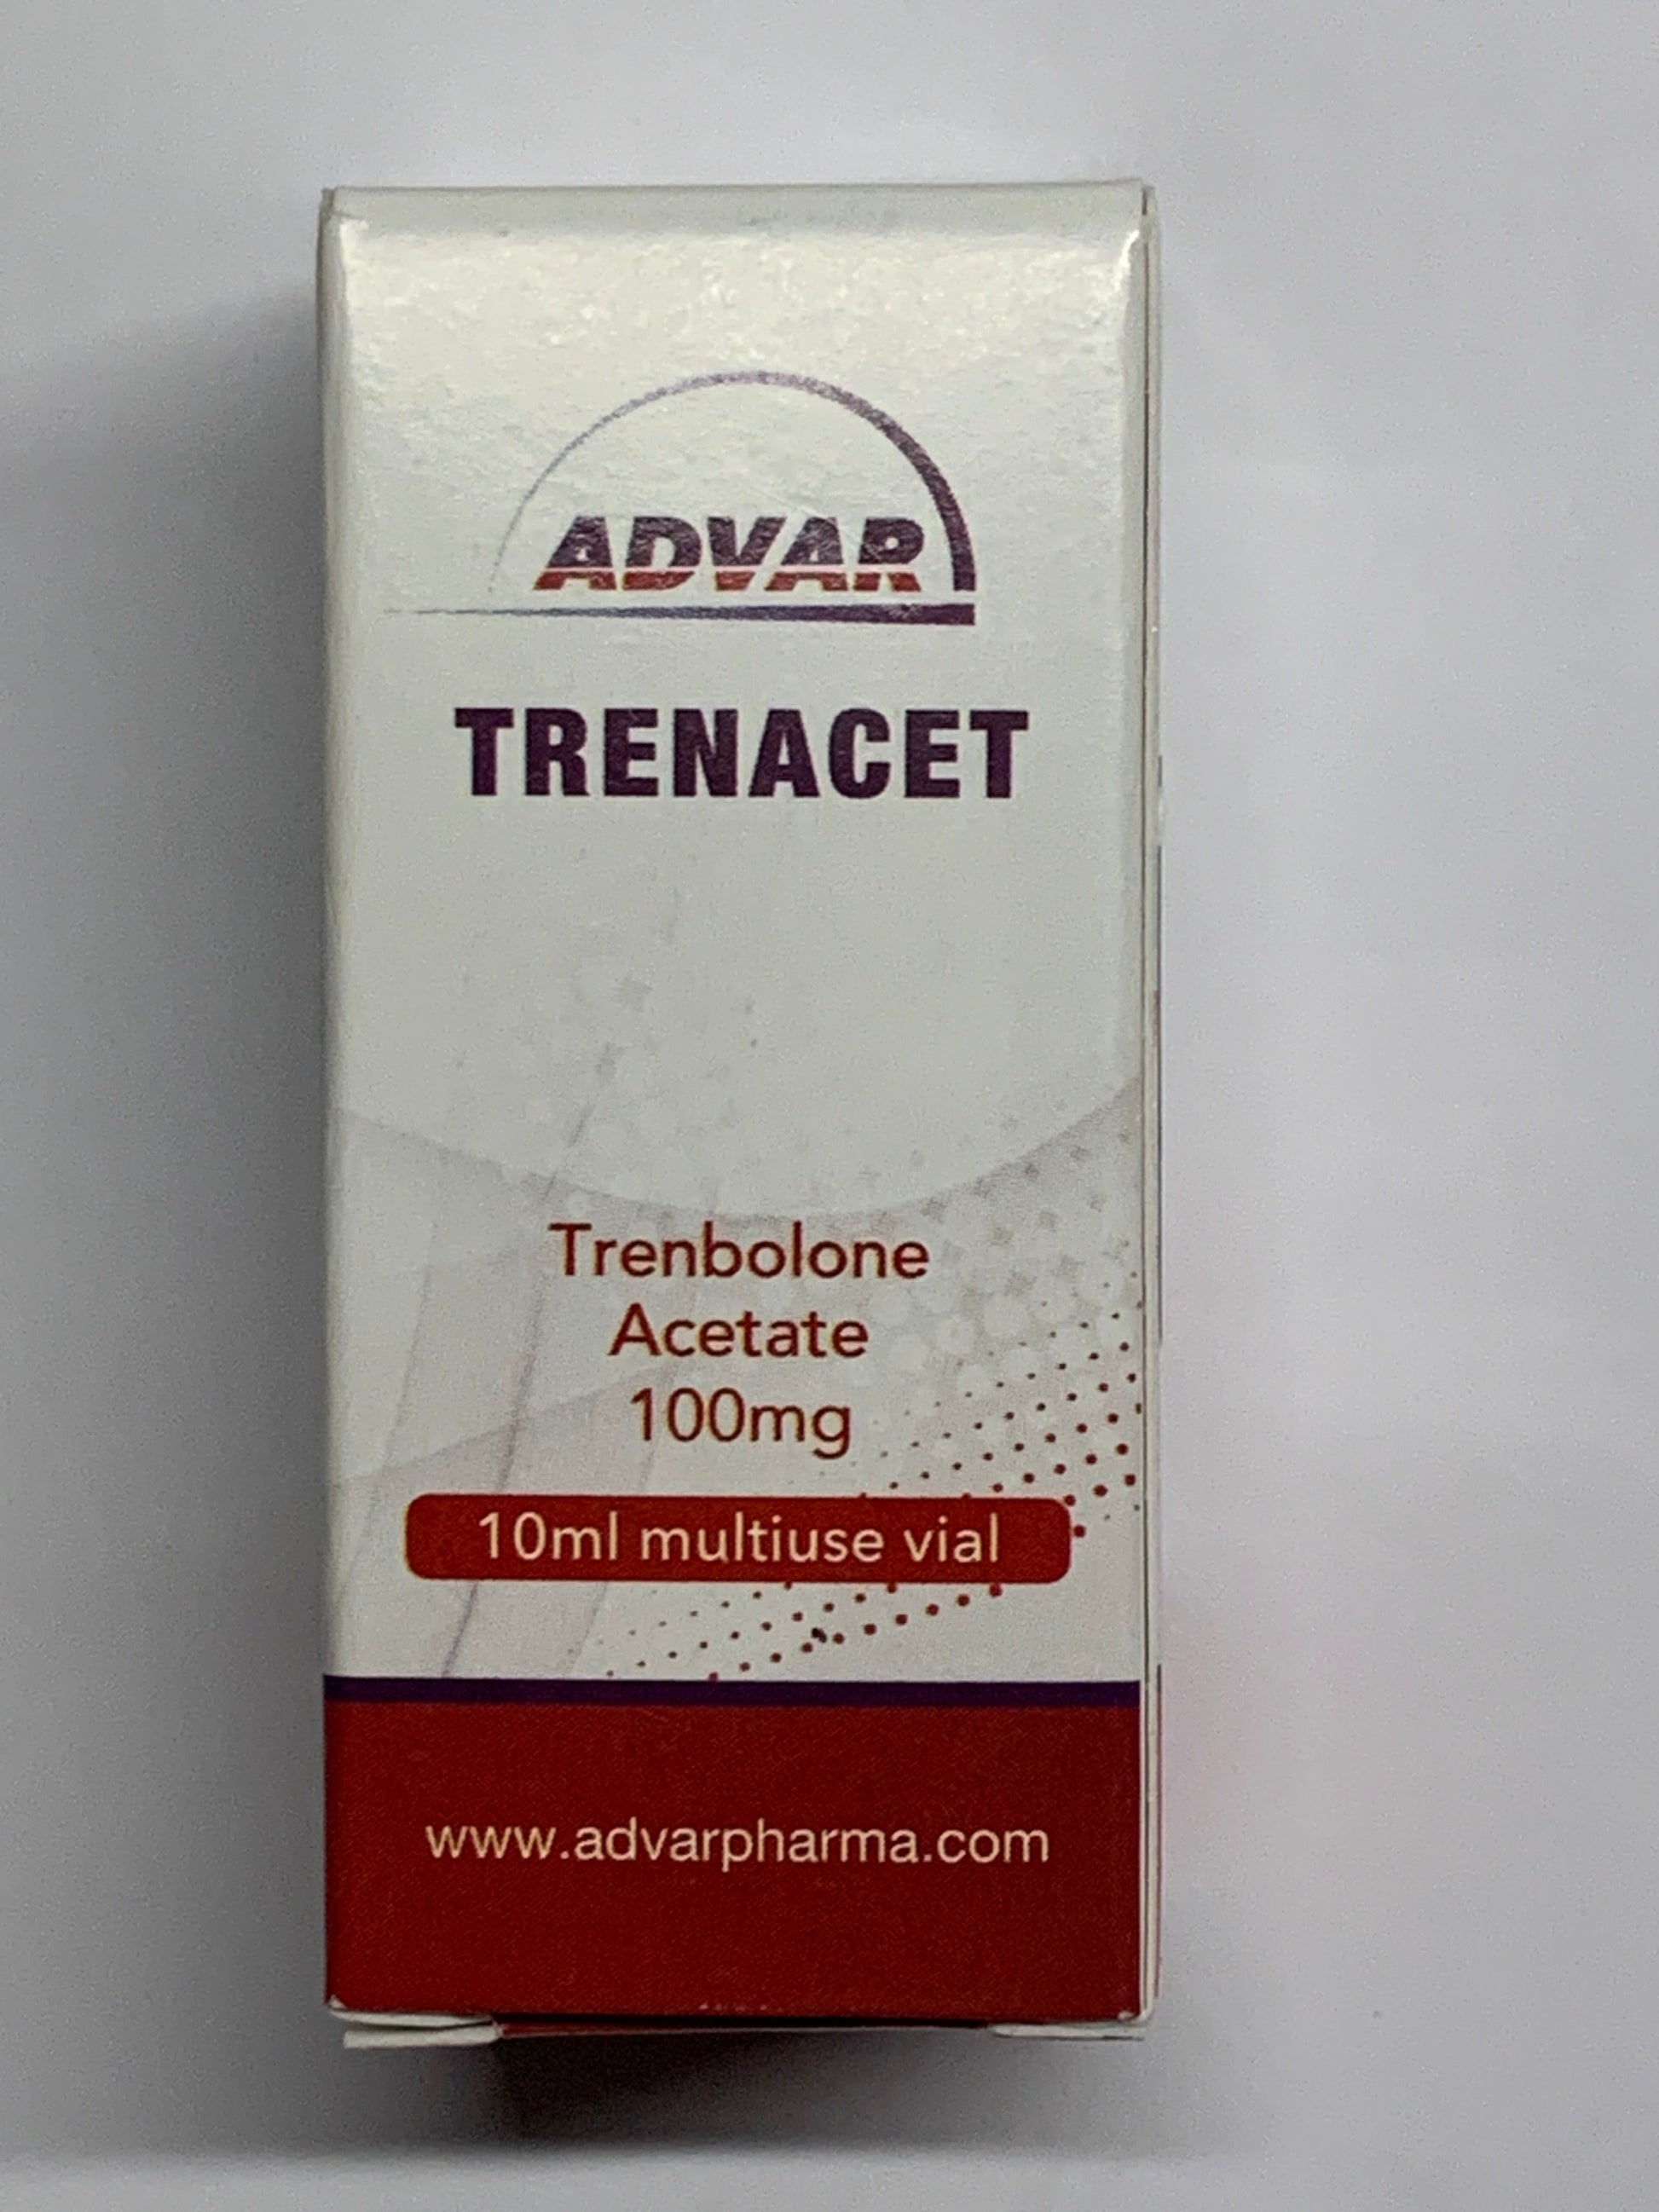 ADVAR
TRENACET
Trenbolone
Acetate
100mg
10ml multiuse vial
www.advarpharma.com